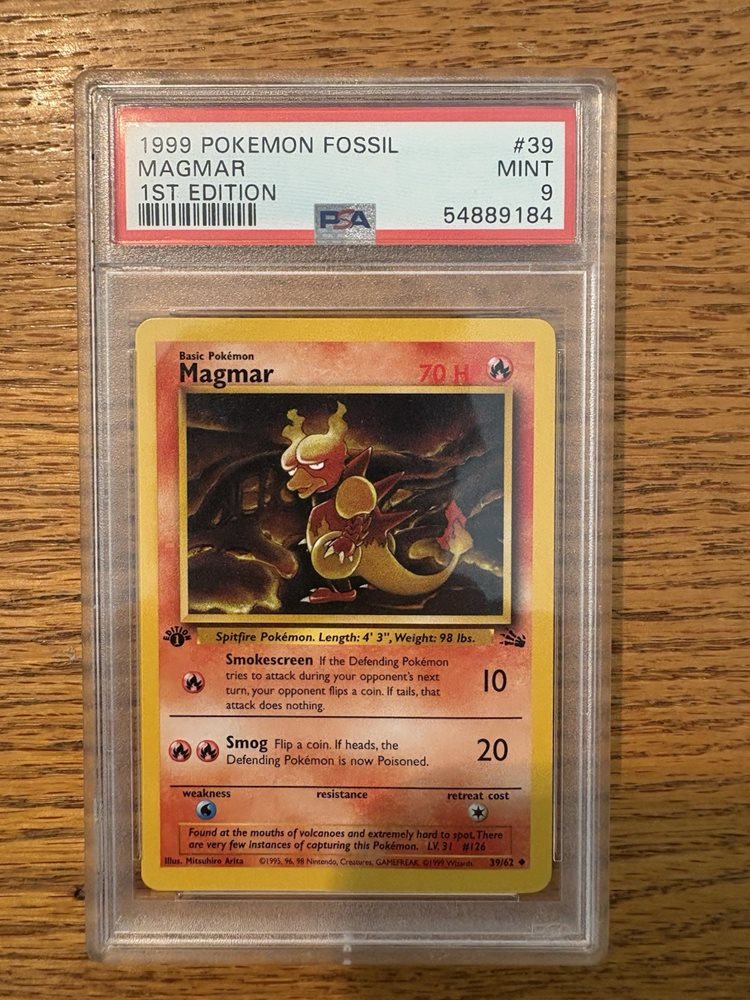 1999 POKEMON FOSSIL #39
MAGMAR MINT
1ST EDITION 9
PSA 54889184
Basic Pokémon
Magmar 70 H
EDITION
1
Spitfire Pokémon. Length: 4' 3", Weight: 98 lbs.
Smokescreen If the Defending Pokémon
tries to attack during your opponent's next
turn, your opponent flips a coin. If tails, that
attack does nothing.
10
Smog Flip a coin. If heads, the
Defending Pokémon is now Poisoned.
20
weakness resistance retreat cost
Found at the mouths of volcanoes and extremely hard to spot. There
are very few instances of capturing this Pokémon. LV. 31 #126
Illus. Mitsuhiro Arita ©1995, 96, 98 Nintendo, Creatures, GAMEFREAK. ©1999 Wizards. 39/62